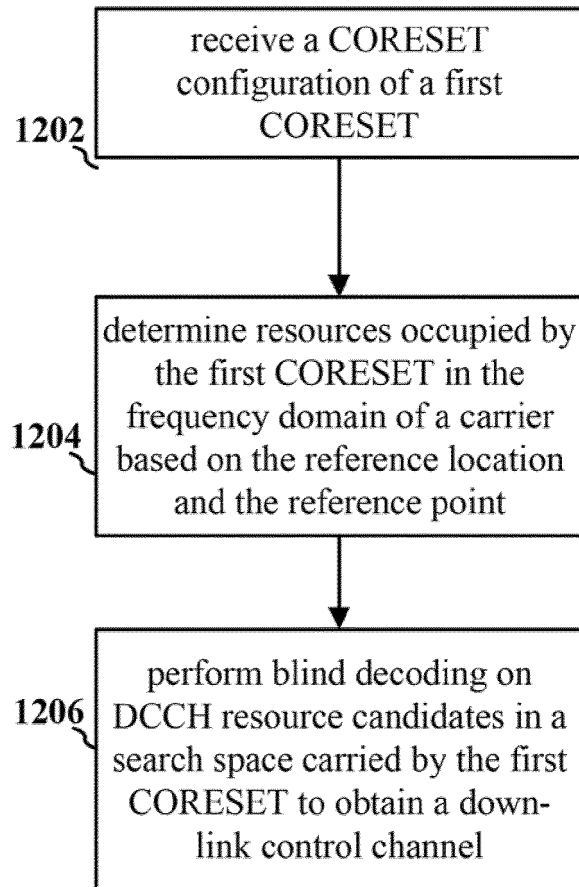 receive a CORESET
configuration of a first
CORESET
1202
determine resources occupied by
the first CORESET in the
frequency domain of a carrier
based on the reference location
and the reference point
1204
perform blind decoding on
DCCH resource candidates in a
search space carried by the first
CORESET to obtain a down-
link control channel
1206